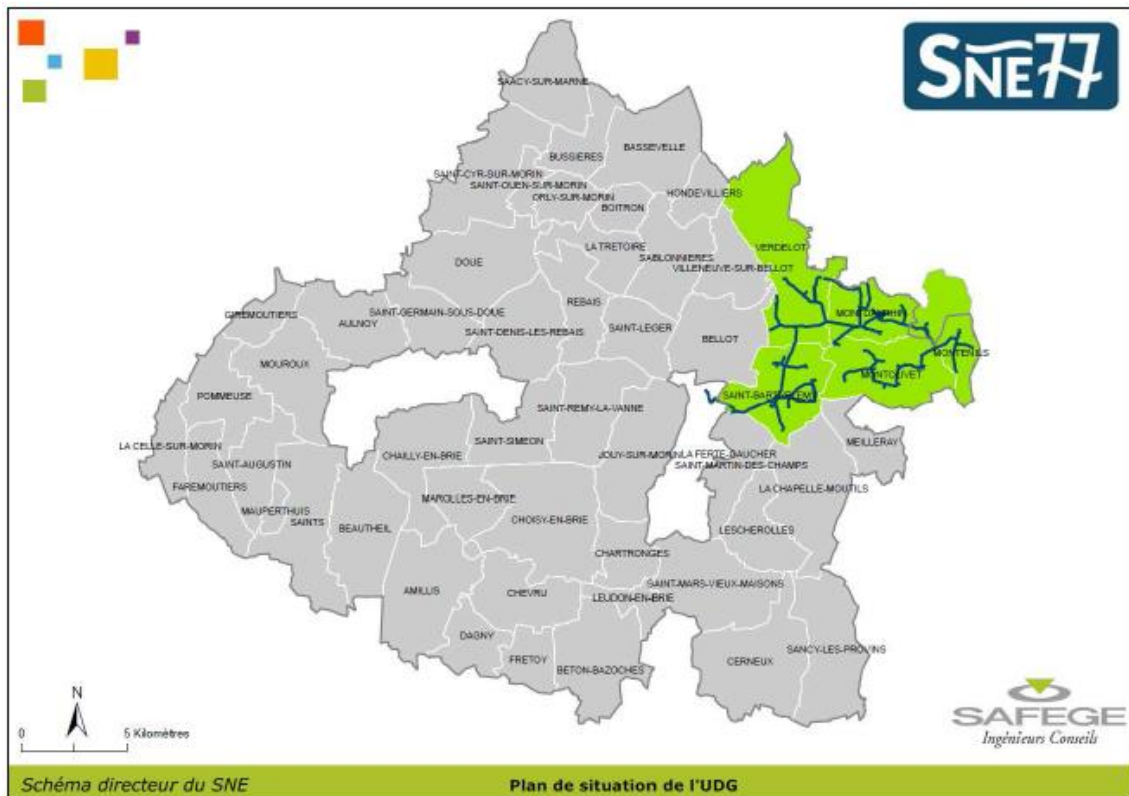 SNE77
SAACY-SUR-MARNE
BUSSIERES
BASSEVELLE
SAINT-CYR-SUR-MORIN
SAINT-OUEN-SUR-MORIN
ORLY-SUR-MORIN
HONDEVILLIERS
BOITRON
VERDELOT
LA TRETOIRE
DOUE
SABLONNIERES
VILLENEUVE-SUR-BELLOT
REBAIS
GIREMOUTIERS
SAINT-GERMAIN-SOUS-DOUE
MONTDAUPHIN
AULNOY
SAINT-DENIS-LES-REBAIS
SAINT-LEGER
BELLOT
MONTENILS
MOUROUX
MONTOLIVET
POMMEUSE
SAINT-BARTHELEMY
SAINT-REMY-LA-VANNE
LA CELLE-SUR-MORIN
SAINT-SIMEON
MEILLERAY
CHAILLY-EN-BRIE
JOUY-SUR-MORIN
LA FERTE-GAUCHER
SAINT-AUGUSTIN
SAINT-MARTIN-DES-CHAMPS
FAREMOUTIERS
LA CHAPELLE-MOUTILS
MAROLLES-EN-BRIE
MAUPERTHUIS
SAINTS
BEAUTHEIL
CHOISY-EN-BRIE
LESCHEROLLES
CHARTRONGES
SAINT-MARS-VIEUX-MAISONS
AMILLIS
CHEVRU
LEUDON-EN-BRIE
DAGNY
SANCY-LES-PROVINS
FRETOY
CERNEUX
BETON-BAZOCHES
N
0 5 Kilomètres
SAFEGE
Ingénieurs Conseils
Schéma directeur du SNE
Plan de situation de l'UDG